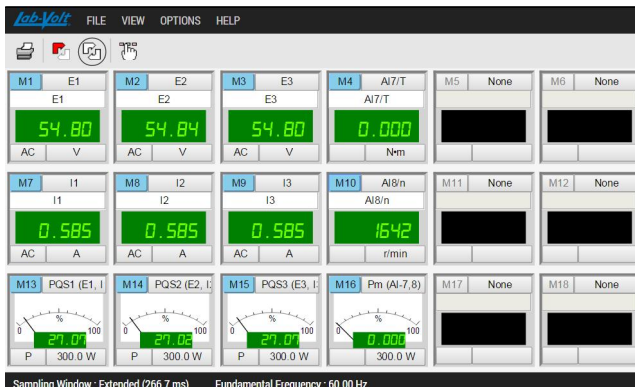 Lab-Volt FILE VIEW OPTIONS HELP
M1 E1 M2 E2 M3 E3 M4 AI7/T M5 None M6 None
E1 E2 E3 AI7/T
54.80 54.84 54.80 0.000
AC V AC V AC V N•m
M7 I1 M8 I2 M9 I3 M10 AI8/n M11 None M12 None
I1 I2 I3 AI8/n
0.585 0.585 0.585 1642
AC A AC A AC A r/min
M13 PQS1 (E1, I M14 PQS2 (E2, I M15 PQS3 (E3, I M16 Pm (AI-7,8) M17 None M18 None
% % % %
0 100 0 100 0 100 0 100
27.07 27.02 27.07 0.000
P 300.0 W P 300.0 W P 300.0 W 300.0 W
Sampling Window : Extended (266.7 ms) Fundamental Frequency : 60.00 Hz